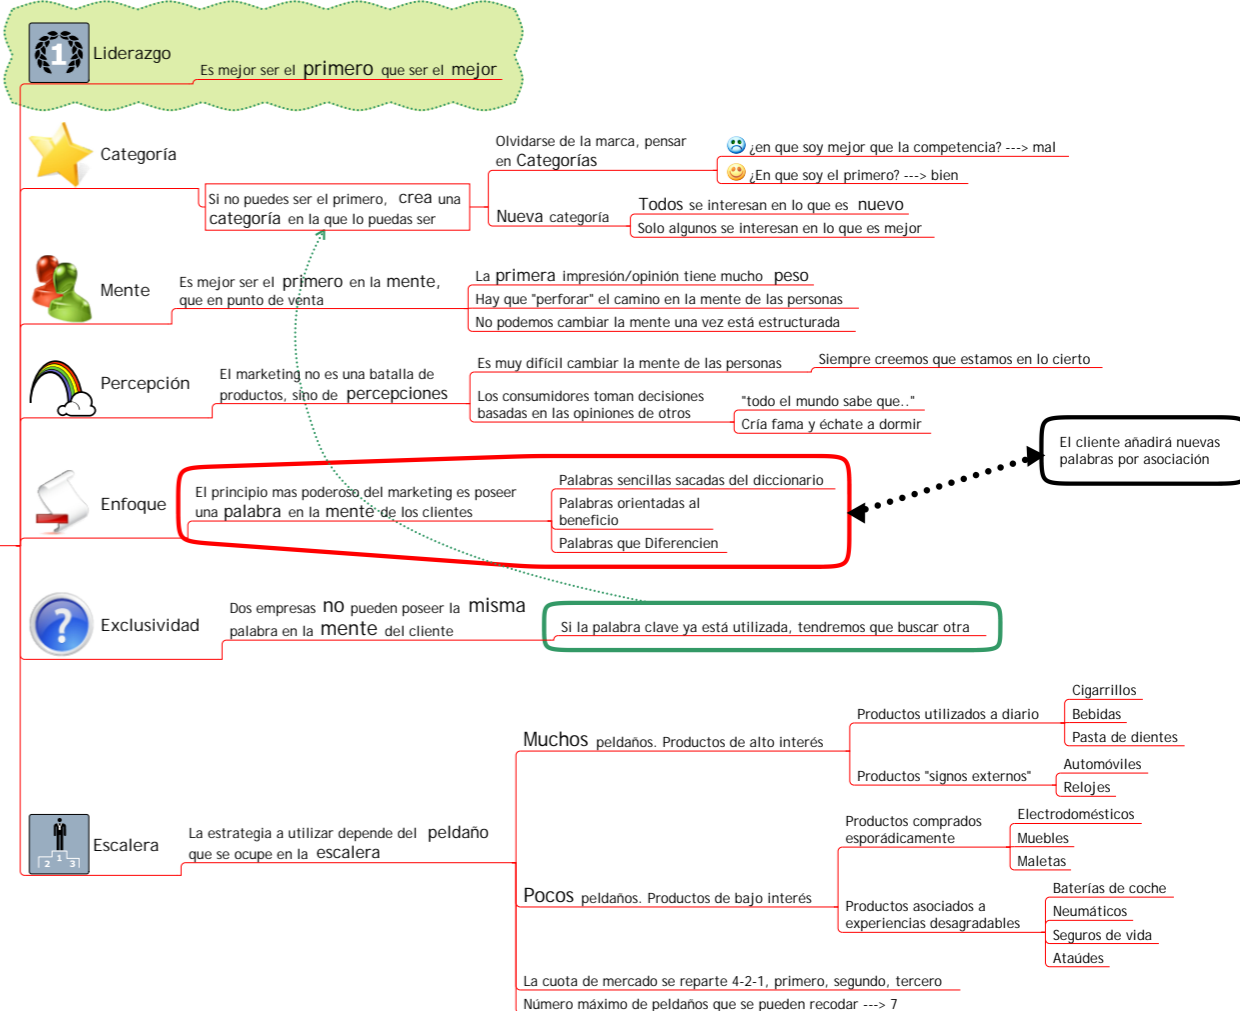 Liderazgo
Es mejor ser el primero que ser el mejor
Categoría
Si no puedes ser el primero, crea una
categoría en la que lo puedas ser
Olvidarse de la marca, pensar
en Categorías
¿en que soy mejor que la competencia? ---> mal
¿En que soy el primero? ---> bien
Nueva categoría
Todos se interesan en lo que es nuevo
Solo algunos se interesan en lo que es mejor
Mente
Es mejor ser el primero en la mente,
que en punto de venta
La primera impresión/opinión tiene mucho peso
Hay que "perforar" el camino en la mente de las personas
No podemos cambiar la mente una vez está estructurada
Percepción
El marketing no es una batalla de
productos, sino de percepciones
Es muy difícil cambiar la mente de las personas
Siempre creemos que estamos en lo cierto
Los consumidores toman decisiones
basadas en las opiniones de otros
"todo el mundo sabe que.."
Cría fama y échate a dormir
Enfoque
El principio mas poderoso del marketing es poseer
una palabra en la mente de los clientes
Palabras sencillas sacadas del diccionario
Palabras orientadas al
beneficio
Palabras que Diferencien
El cliente añadirá nuevas
palabras por asociación
Exclusividad
Dos empresas no pueden poseer la misma
palabra en la mente del cliente
Si la palabra clave ya está utilizada, tendremos que buscar otra
Escalera
2 1 3
La estrategia a utilizar depende del peldaño
que se ocupe en la escalera
Muchos peldaños. Productos de alto interés
Productos utilizados a diario
Cigarrillos
Bebidas
Pasta de dientes
Productos "signos externos"
Automóviles
Relojes
Pocos peldaños. Productos de bajo interés
Productos comprados
esporádicamente
Electrodomésticos
Muebles
Maletas
Productos asociados a
experiencias desagradables
Baterías de coche
Neumáticos
Seguros de vida
Ataúdes
La cuota de mercado se reparte 4-2-1, primero, segundo, tercero
Número máximo de peldaños que se pueden recodar ---> 7